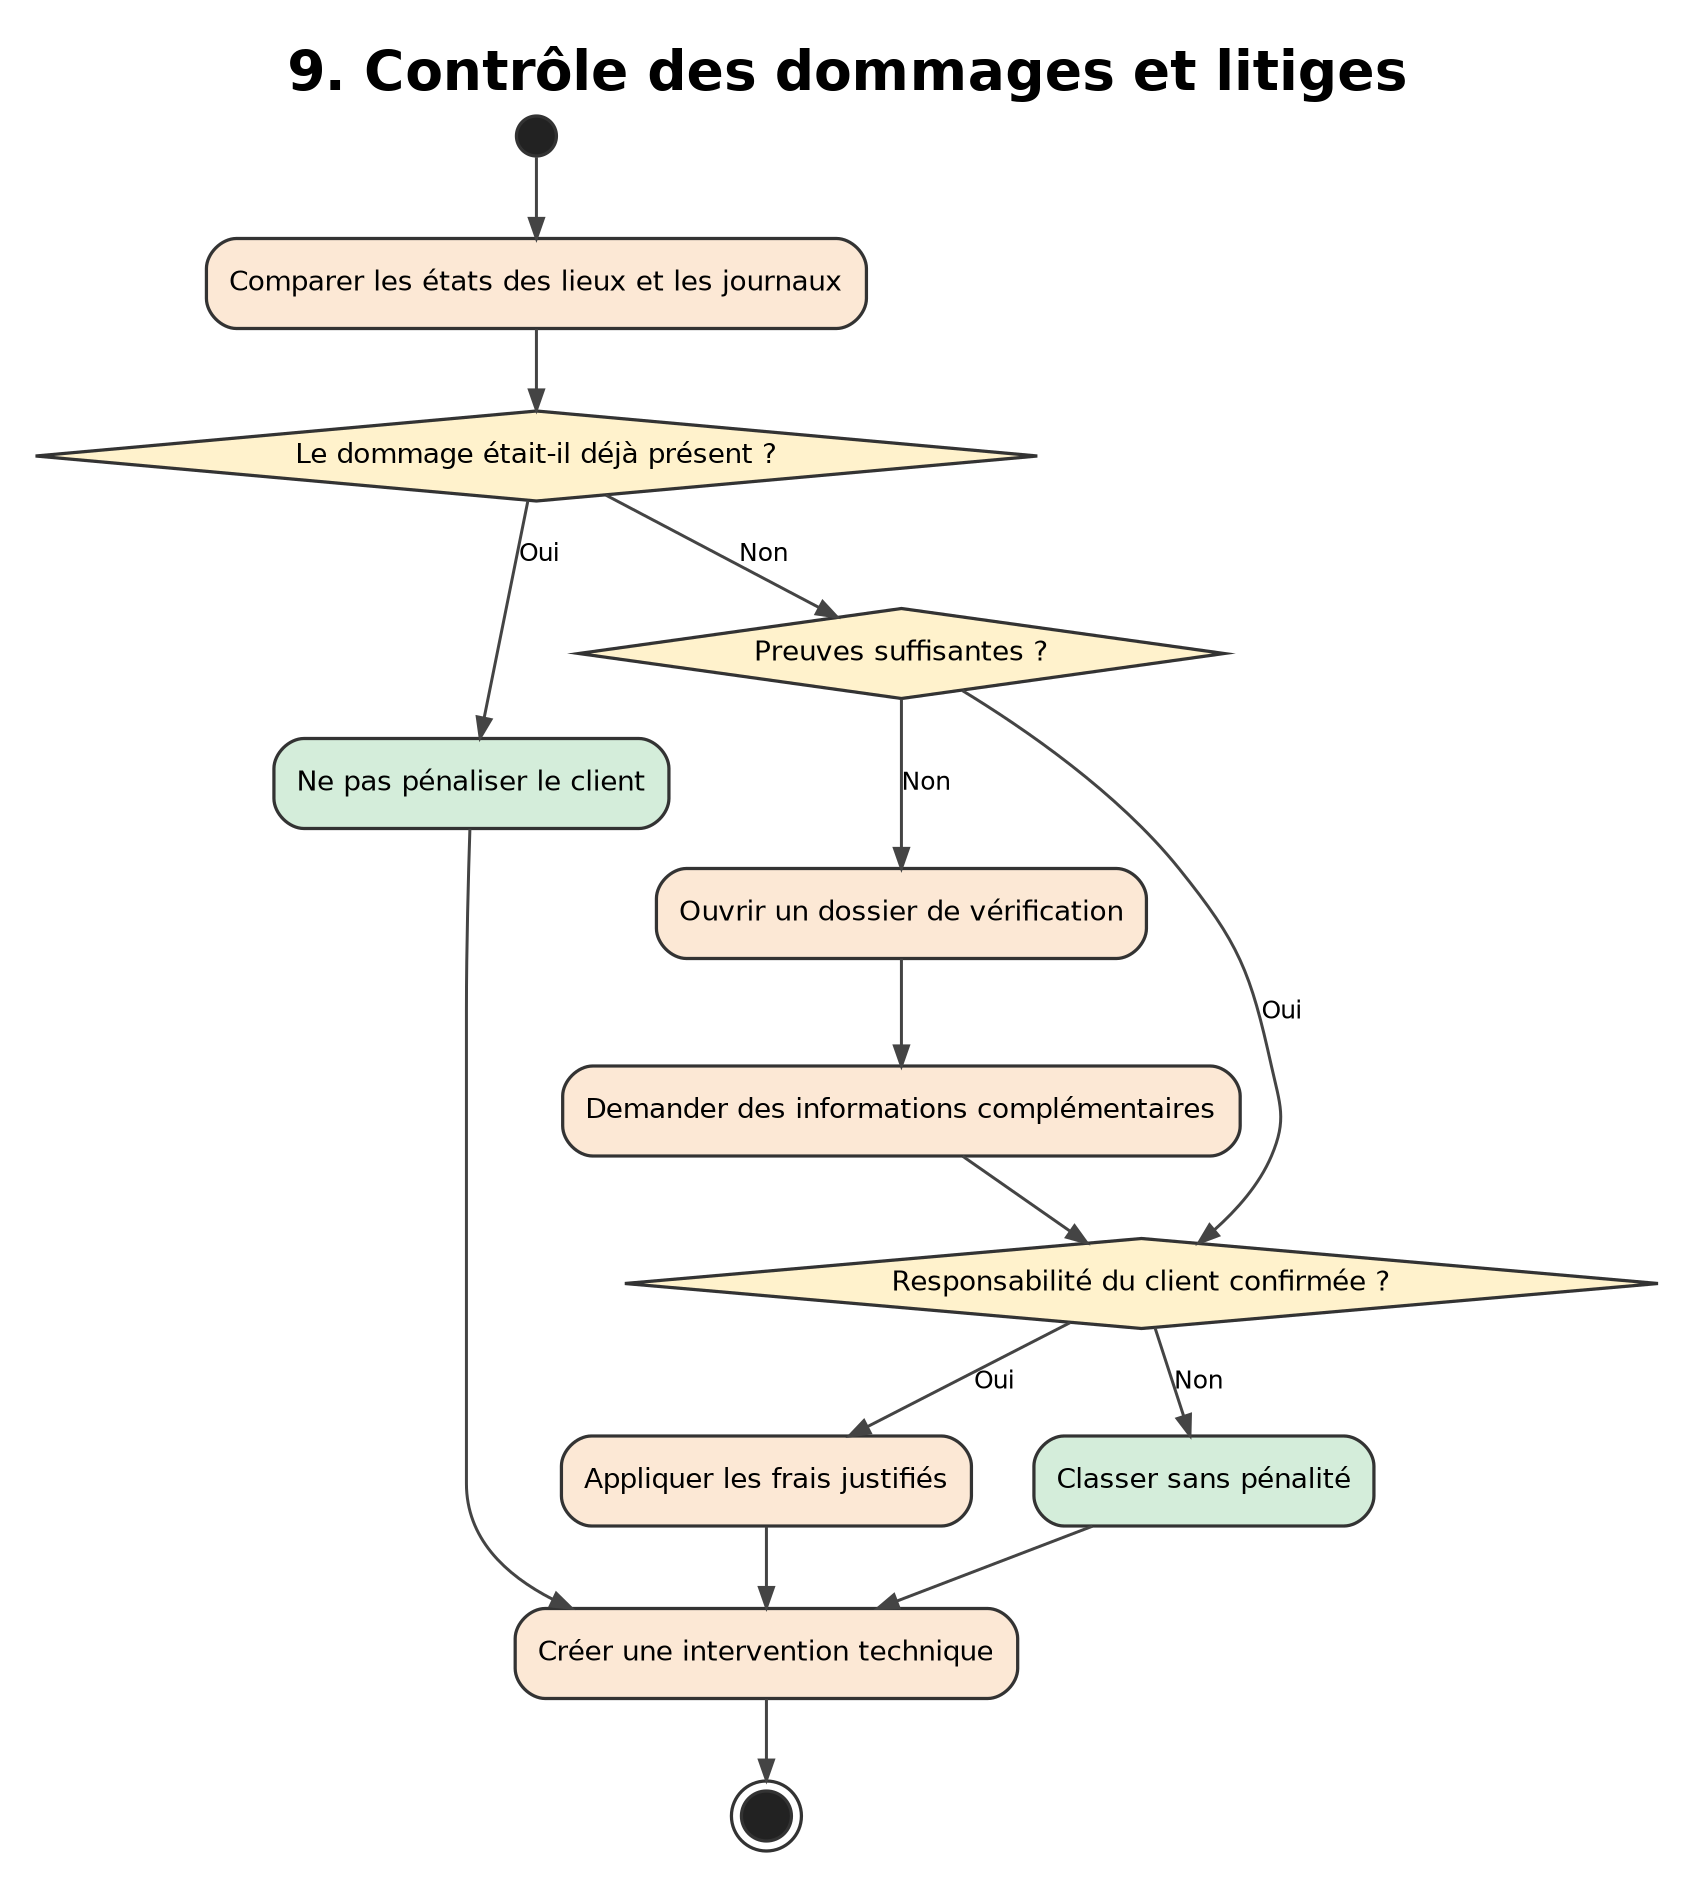 9. Contrôle des dommages et litiges
Comparer les états des lieux et les journaux
Le dommage était-il déjà présent ?
Oui
Non
Preuves suffisantes ?
Ne pas pénaliser le client
Non
Ouvrir un dossier de vérification
Oui
Demander des informations complémentaires
Responsabilité du client confirmée ?
Oui
Non
Appliquer les frais justifiés
Classer sans pénalité
Créer une intervention technique